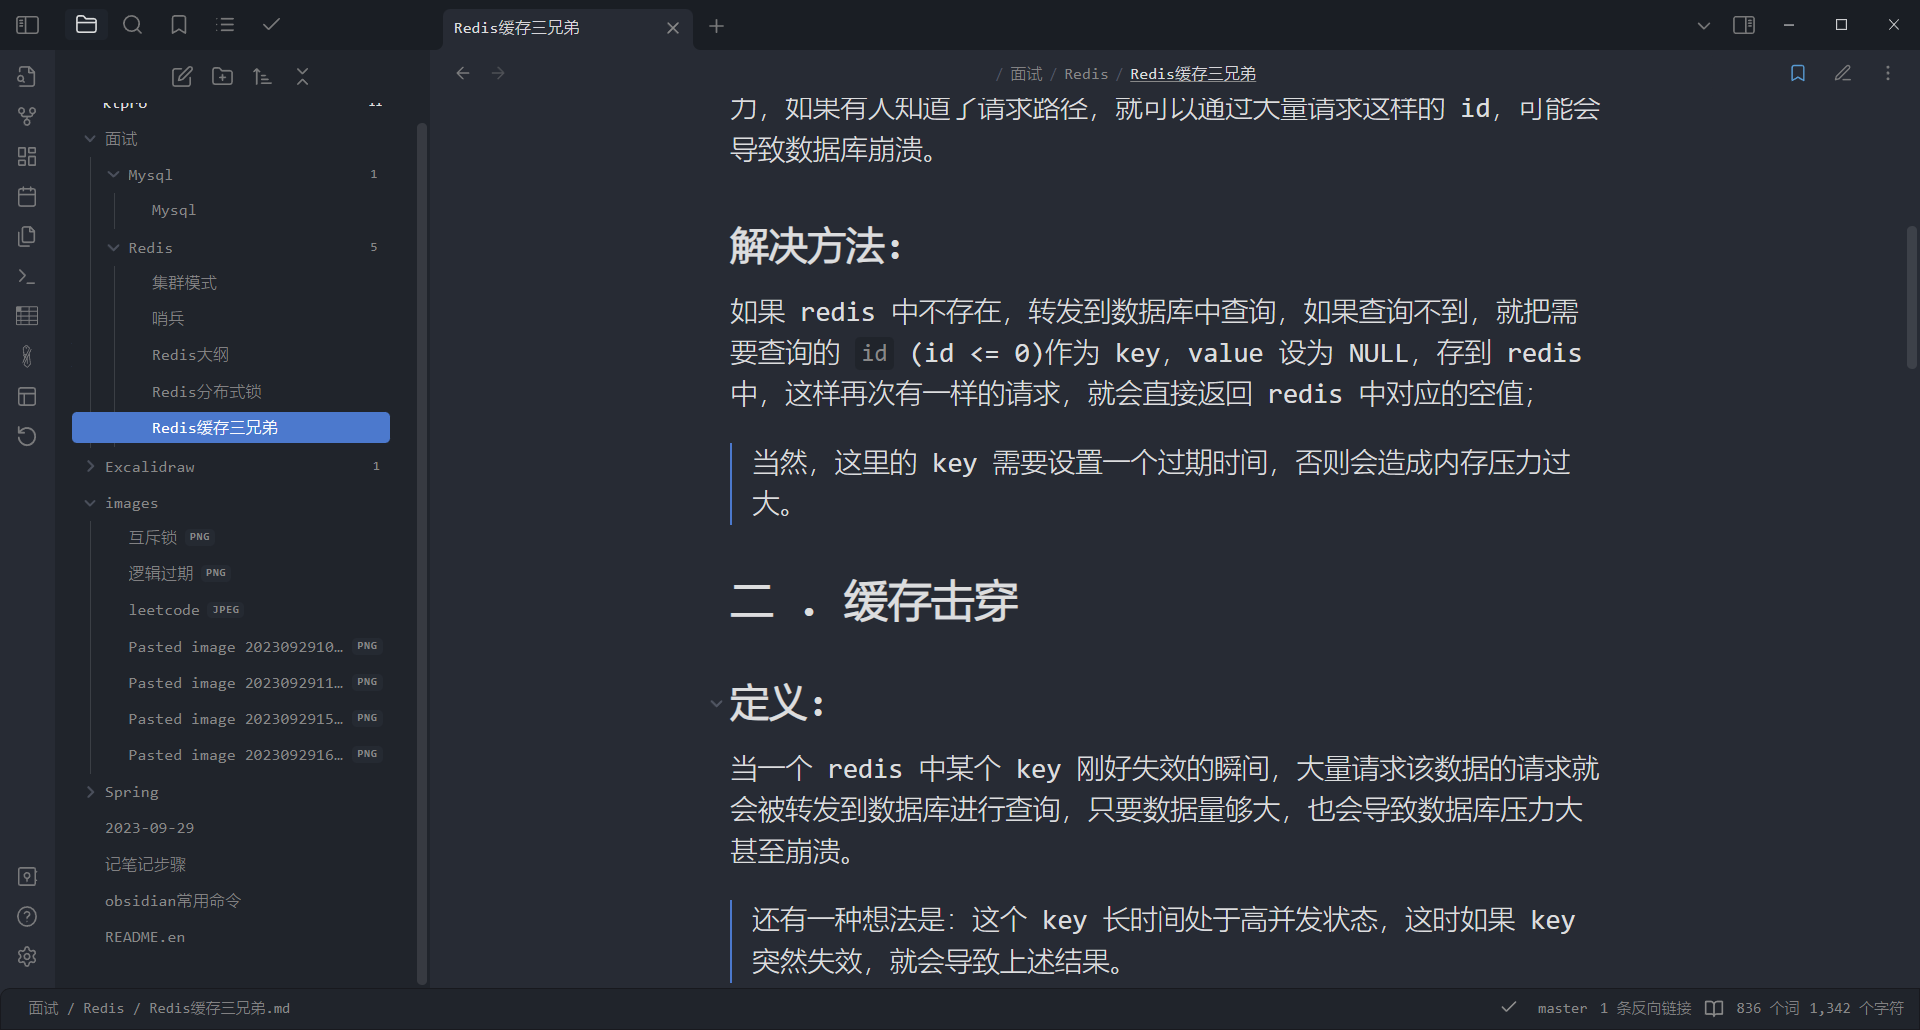 Redis缓存三兄弟
面试 / Redis / Redis缓存三兄弟
ktpro 11
面试
Mysql 1
Mysql
Redis 5
集群模式
哨兵
Redis大纲
Redis分布式锁
Redis缓存三兄弟
Excalidraw 1
images
互斥锁 PNG
逻辑过期 PNG
leetcode JPEG
Pasted image 2023092910… PNG
Pasted image 2023092911… PNG
Pasted image 2023092915… PNG
Pasted image 2023092916… PNG
Spring
2023-09-29
记笔记步骤
obsidian常用命令
README.en
力，如果有人知道了请求路径，就可以通过大量请求这样的 id，可能会
导致数据库崩溃。
解决方法：
如果 redis 中不存在，转发到数据库中查询，如果查询不到，就把需
要查询的 id (id <= 0)作为 key，value 设为 NULL，存到 redis
中，这样再次有一样的请求，就会直接返回 redis 中对应的空值；
当然，这里的 key 需要设置一个过期时间，否则会造成内存压力过
大。
二 . 缓存击穿
定义：
当一个 redis 中某个 key 刚好失效的瞬间，大量请求该数据的请求就
会被转发到数据库进行查询，只要数据量够大，也会导致数据库压力大
甚至崩溃。
还有一种想法是：这个 key 长时间处于高并发状态，这时如果 key
突然失效，就会导致上述结果。
面试 / Redis / Redis缓存三兄弟.md
master 1 条反向链接 836 个词 1,342 个字符